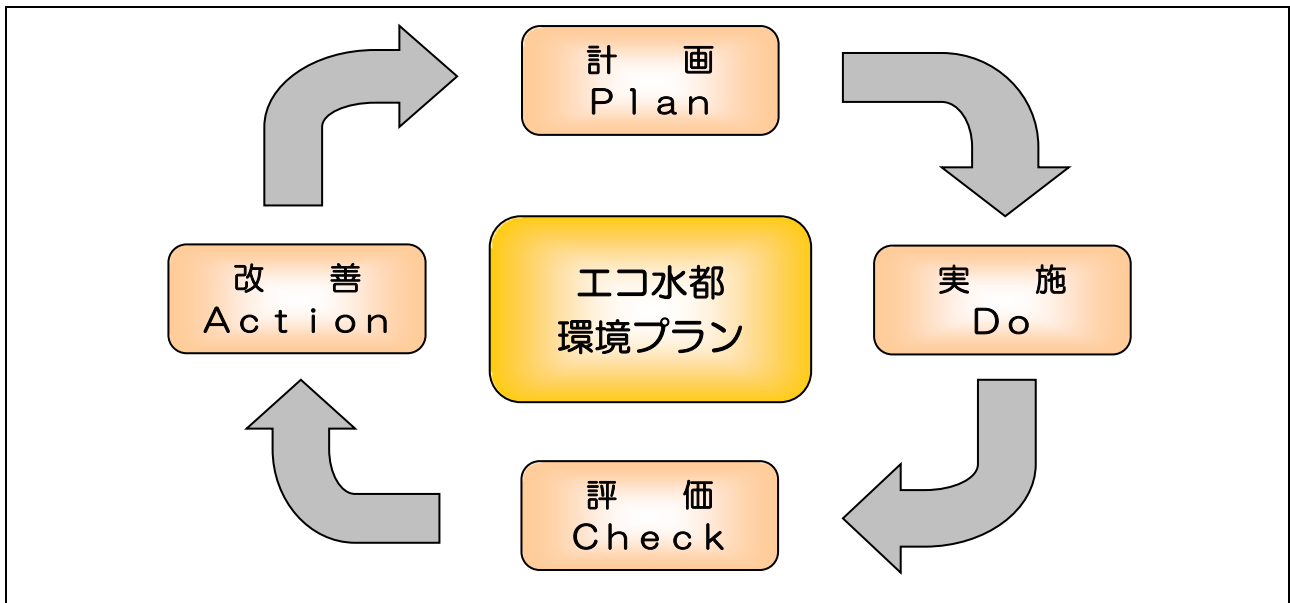 計　画
Ｐｌａｎ
実　施
Ｄｏ
評　価
Ｃｈｅｃｋ
改　善
Ａｃｔｉｏｎ
エコ水都
環境プラン